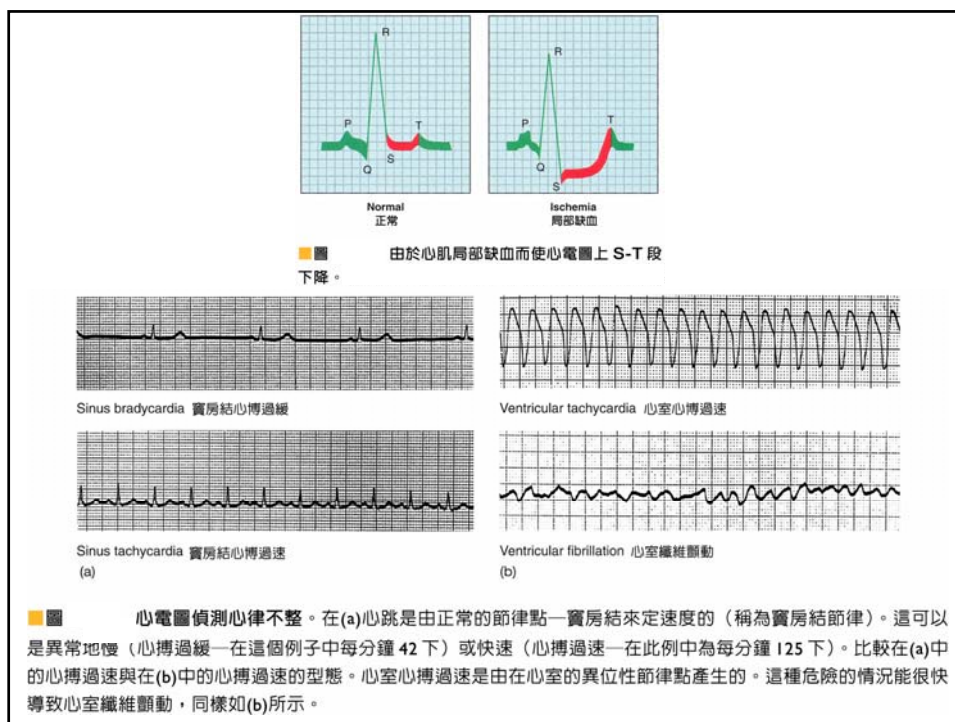 R
P
T
Q
S
Normal
正常
R
P
T
Q
S
Ischemia
局部缺血
■圖 由於心肌局部缺血而使心電圖上 S-T 段
下降。
Sinus bradycardia 竇房結心博過緩
Ventricular tachycardia 心室心博過速
Sinus tachycardia 竇房結心博過速
(a)
Ventricular fibrillation 心室纖維顫動
(b)
■圖 心電圖偵測心律不整。在(a)心跳是由正常的節律點—竇房結來定速度的（稱為竇房結節律）。這可以
是異常地慢（心搏過緩—在這個例子中每分鐘 42 下）或快速（心搏過速—在此例中為每分鐘 125 下）。比較在(a)中
的心搏過速與在(b)中的心搏過速的型態。心室心搏過速是由在心室的異位性節律點產生的。這種危險的情況能很快
導致心室纖維顫動，同樣如(b)所示。